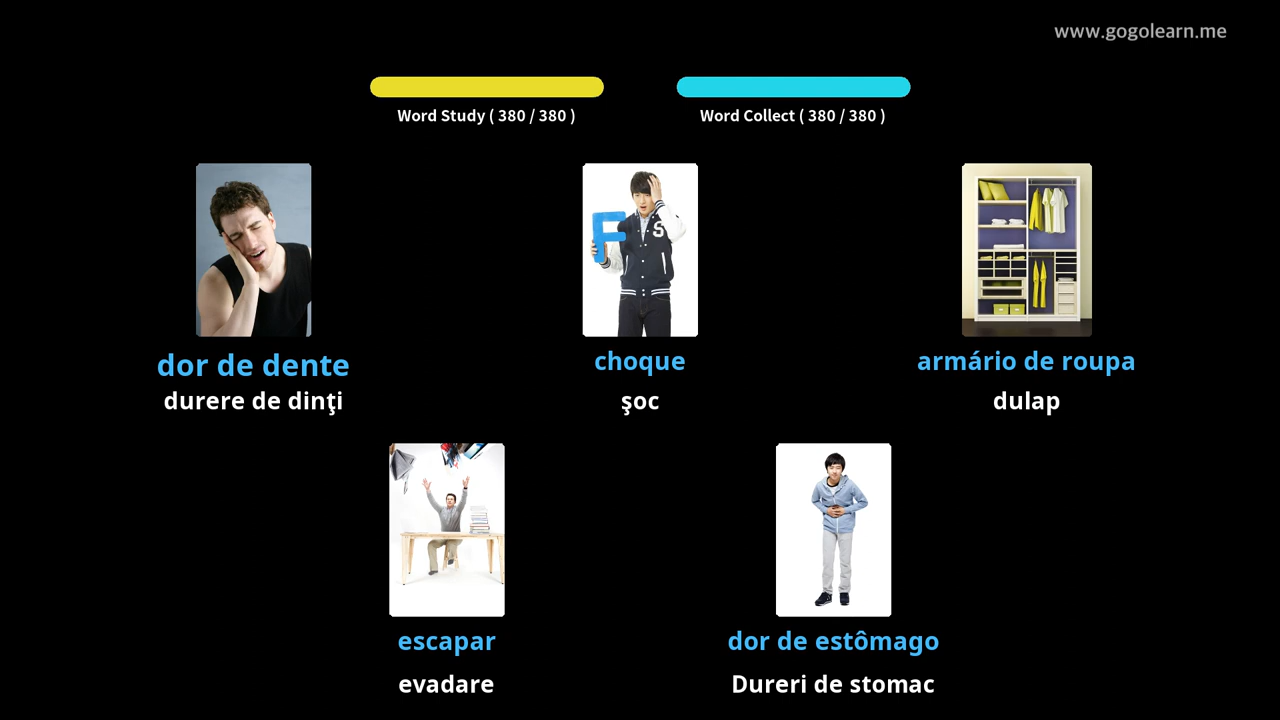 www.gogolearn.me
Word Study ( 380 / 380 )
Word Collect ( 380 / 380 )
F
S
dor de dente
durere de dinţi
choque
şoc
armário de roupa
dulap
escapar
evadare
dor de estômago
Dureri de stomac